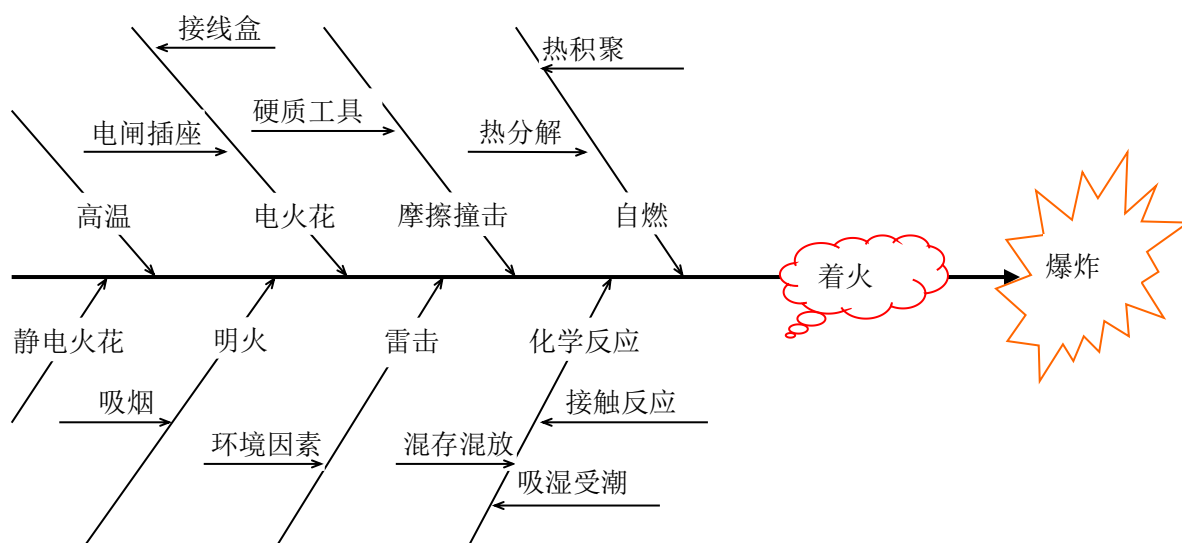 接线盒
热积聚
硬质工具
电闸插座
热分解
高温
电火花
摩擦撞击
自燃
着火
爆炸
静电火花
明火
雷击
化学反应
吸烟
接触反应
环境因素
混存混放
吸湿受潮